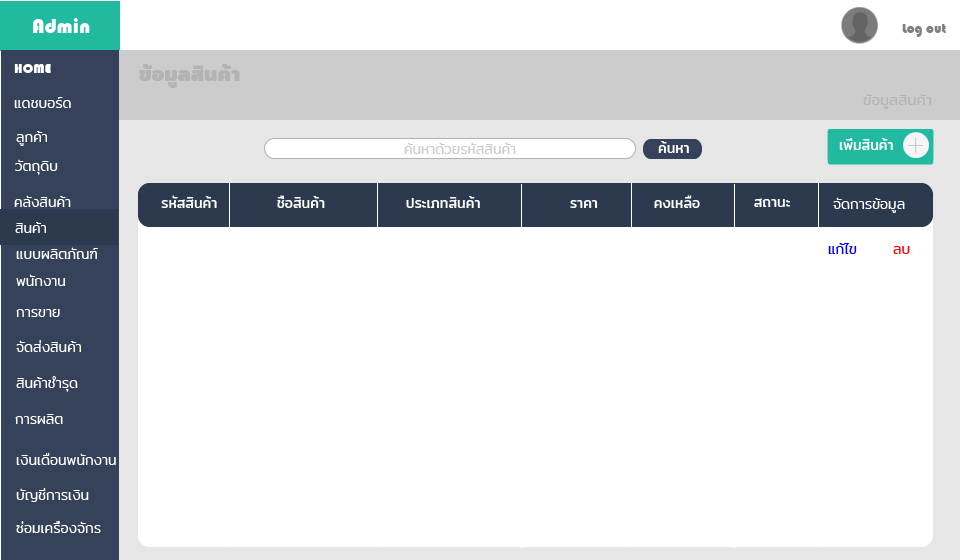 Admin
Log out
HOME
แดชบอร์ด
ลูกค้า
วัตถุดิบ
คลังสินค้า
สินค้า
แบบผลิตภัณฑ์
พนักงาน
การขาย
จัดส่งสินค้า
สินค้าชำรุด
การผลิต
เงินเดือนพนักงาน
บัญชีการเงิน
ซ่อมเครื่องจักร
ข้อมูลสินค้า
ข้อมูลสินค้า
ค้นหาด้วยรหัสสินค้า ค้นหา
เพิ่มสินค้า
รหัสสินค้า ชื่อสินค้า ประเภทสินค้า ราคา คงเหลือ สถานะ จัดการข้อมูล
แก้ไข ลบ